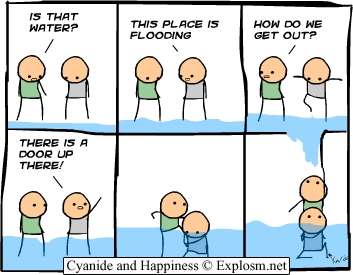 IS THAT
WATER?
THIS PLACE IS
FLOODING
HOW DO WE
GET OUT?
THERE IS A
DOOR UP
THERE!
Cyanide and Happiness © Explosm.net